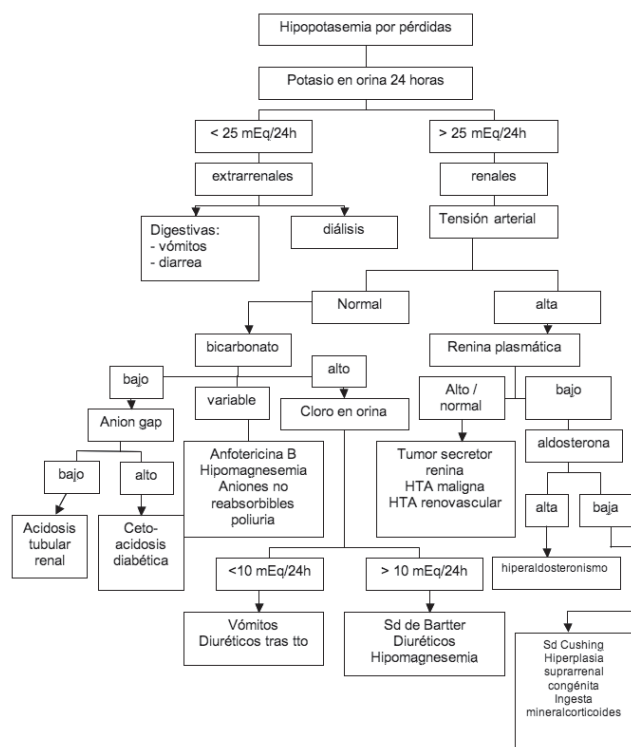 Hipopotasemia por pérdidas
Potasio en orina 24 horas
< 25 mEq/24h
> 25 mEq/24h
extrarrenales
renales
Digestivas:
- vómitos
- diarrea
diálisis
Tensión arterial
Normal
alta
bicarbonato
Renina plasmática
bajo
variable
alto
Alto /
normal
bajo
Anion gap
Cloro en orina
aldosterona
Anfotericina B
Hipomagnesemia
Aniones no
reabsorbibles
poliuria
Tumor secretor
renina
HTA maligna
HTA renovascular
bajo
alto
alta
baja
Acidosis
tubular
renal
Ceto-
acidosis
diabética
<10 mEq/24h
> 10 mEq/24h
hiperaldosteronismo
Vómitos
Diuréticos tras tto
Sd de Bartter
Diuréticos
Hipomagnesemia
Sd Cushing
Hiperplasia
suprarrenal
congénita
Ingesta
mineralcorticoides